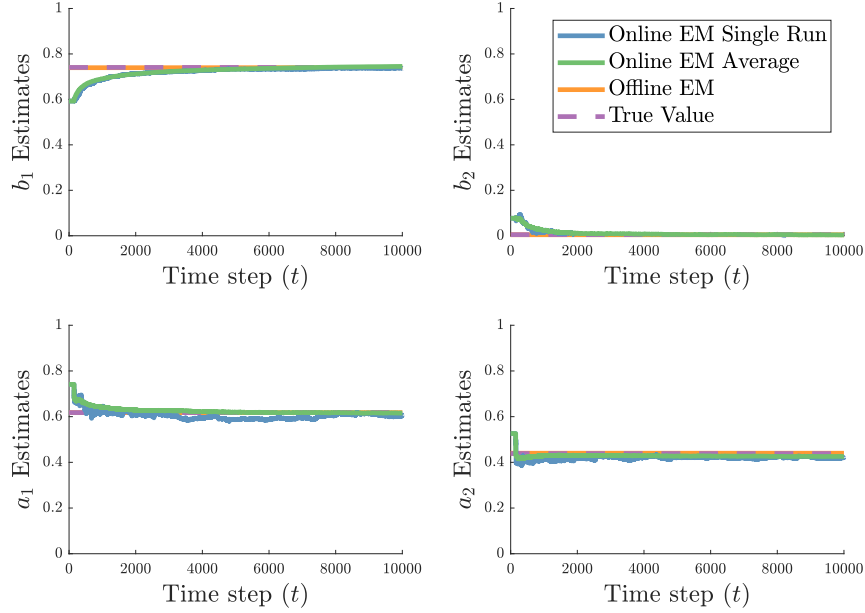 1
0.8
0.6
0.4
0.2
0
b₁ Estimates
0 2000 4000 6000 8000 10000
Time step (t)
1
0.8
0.6
0.4
0.2
0
b₂ Estimates
0 2000 4000 6000 8000 10000
Time step (t)
Online EM Single Run
Online EM Average
Offline EM
True Value
1
0.8
0.6
0.4
0.2
0
a₁ Estimates
0 2000 4000 6000 8000 10000
Time step (t)
1
0.8
0.6
0.4
0.2
0
a₂ Estimates
0 2000 4000 6000 8000 10000
Time step (t)